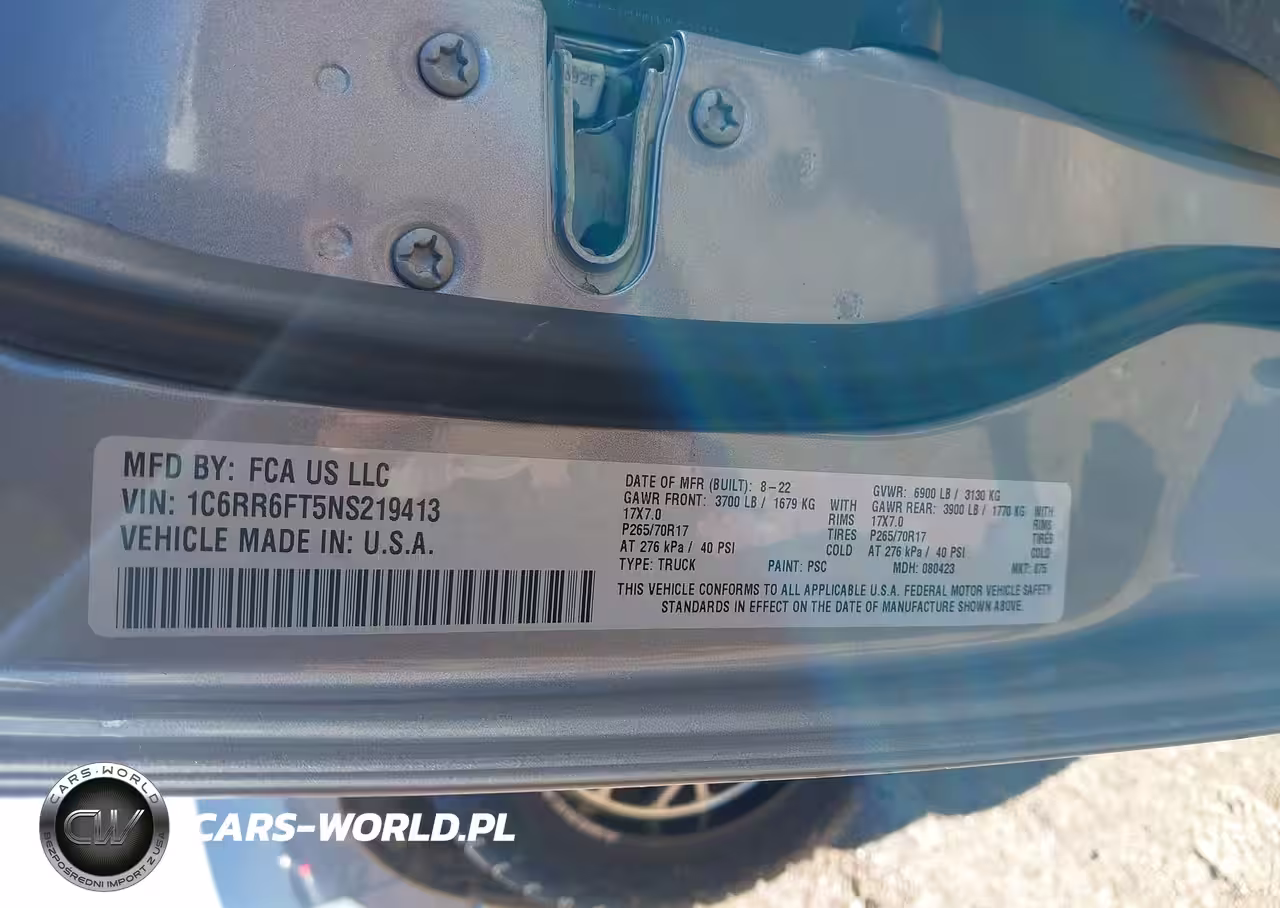 MFD BY: FCA US LLC
VIN: 1C6RR6FT5NS219413
VEHICLE MADE IN: U.S.A.
DATE OF MFR (BUILT): 8-22
GAWR FRONT: 3700 LB / 1679 KG WITH
17X7.0 RIMS
P265/70R17 TIRES
AT 276 kPa / 40 PSI COLD
TYPE: TRUCK PAINT: PSC
GVWR: 6900 LB / 3130 KG
GAWR REAR: 3900 LB / 1770 KG WITH
17X7.0 RIMS
P265/70R17 TIRES
AT 276 kPa / 40 PSI COLD
MDH: 080423 MKT:
THIS VEHICLE CONFORMS TO ALL APPLICABLE U.S.A. FEDERAL MOTOR VEHICLE SAFETY
STANDARDS IN EFFECT ON THE DATE OF MANUFACTURE SHOWN ABOVE.
CARS-WORLD
CW
BEZPOŚREDNI IMPORT Z USA
CARS-WORLD.PL